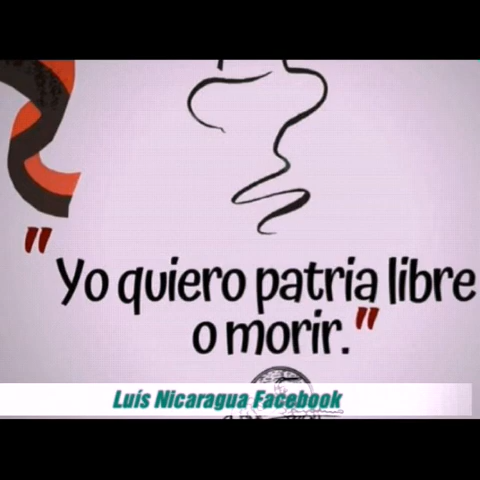 "Yo quiero patria libre
o morir."
Luís Nicaragua Facebook